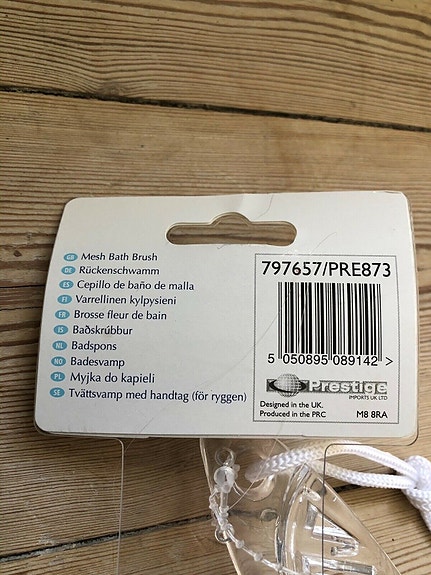 GB Mesh Bath Brush
DE Rückenschwamm
ES Cepillo de baño de malla
FI Varrellinen kylpysieni
FR Brosse fleur de bain
IS Baðskrúbbur
NL Badspons
NO Badesvamp
PL Myjka do kapieli
SE Tvättsvamp med handtag (för ryggen)
797657/PRE873
5 050895 089142 >
Prestige
IMPORTS UK LTD
Designed in the UK.
Produced in the PRC M8 8RA